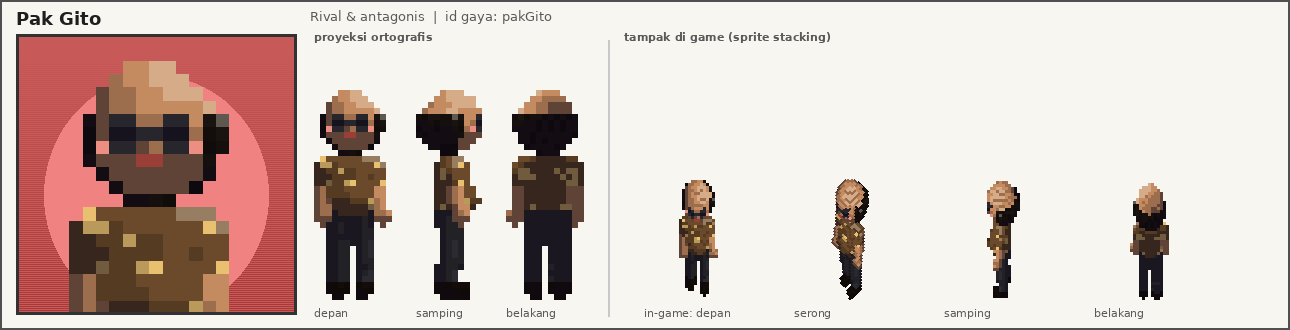 Pak Gito
Rival & antagonis | id gaya: pakGito
proyeksi ortografis
tampak di game (sprite stacking)
depan
samping
belakang
in-game: depan
serong
samping
belakang